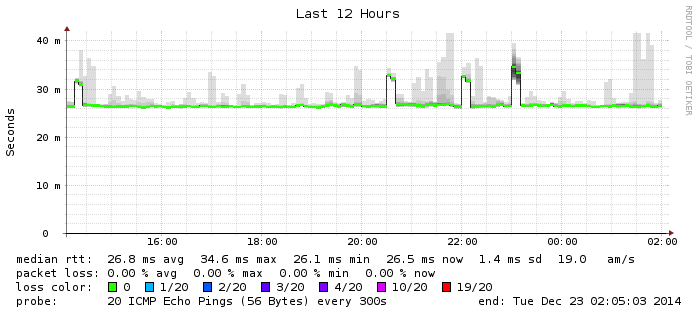 Last 12 Hours
RRDTOOL / TOBI OETIKER
Seconds
40 m
30 m
20 m
10 m
0
16:00 18:00 20:00 22:00 00:00 02:00
median rtt: 26.8 ms avg 34.6 ms max 26.1 ms min 26.5 ms now 1.4 ms sd 19.0 am/s
packet loss: 0.00 % avg 0.00 % max 0.00 % min 0.00 % now
loss color: 0 1/20 2/20 3/20 4/20 10/20 19/20
probe: 20 ICMP Echo Pings (56 Bytes) every 300s end: Tue Dec 23 02:05:03 2014